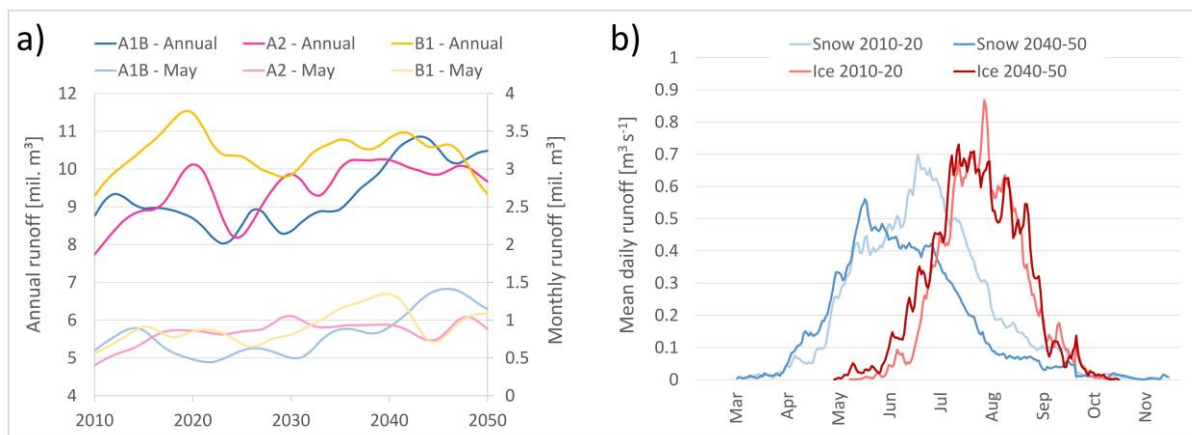 a)
A1B - Annual A2 - Annual B1 - Annual
A1B - May A2 - May B1 - May
Annual runoff [mil. m³]
12
11
10
9
8
7
6
5
4
Monthly runoff [mil. m³]
4
3.5
3
2.5
2
1.5
1
0.5
0
2010 2020 2030 2040 2050
b)
Snow 2010-20 Snow 2040-50
Ice 2010-20 Ice 2040-50
Mean daily runoff [m³ s⁻¹]
1
0.9
0.8
0.7
0.6
0.5
0.4
0.3
0.2
0.1
0
Mar Apr May Jun Jul Aug Sep Oct Nov